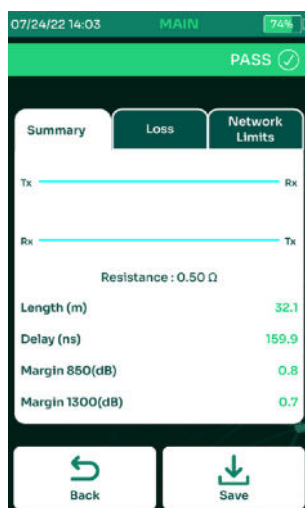 07/24/22 14:03 MAIN 74%
PASS
Summary Loss Network Limits
Tx Rx
Rx Tx
Resistance : 0.50 Ω
Length (m) 32.1
Delay (ns) 159.9
Margin 850(dB) 0.8
Margin 1300(dB) 0.7
Back Save